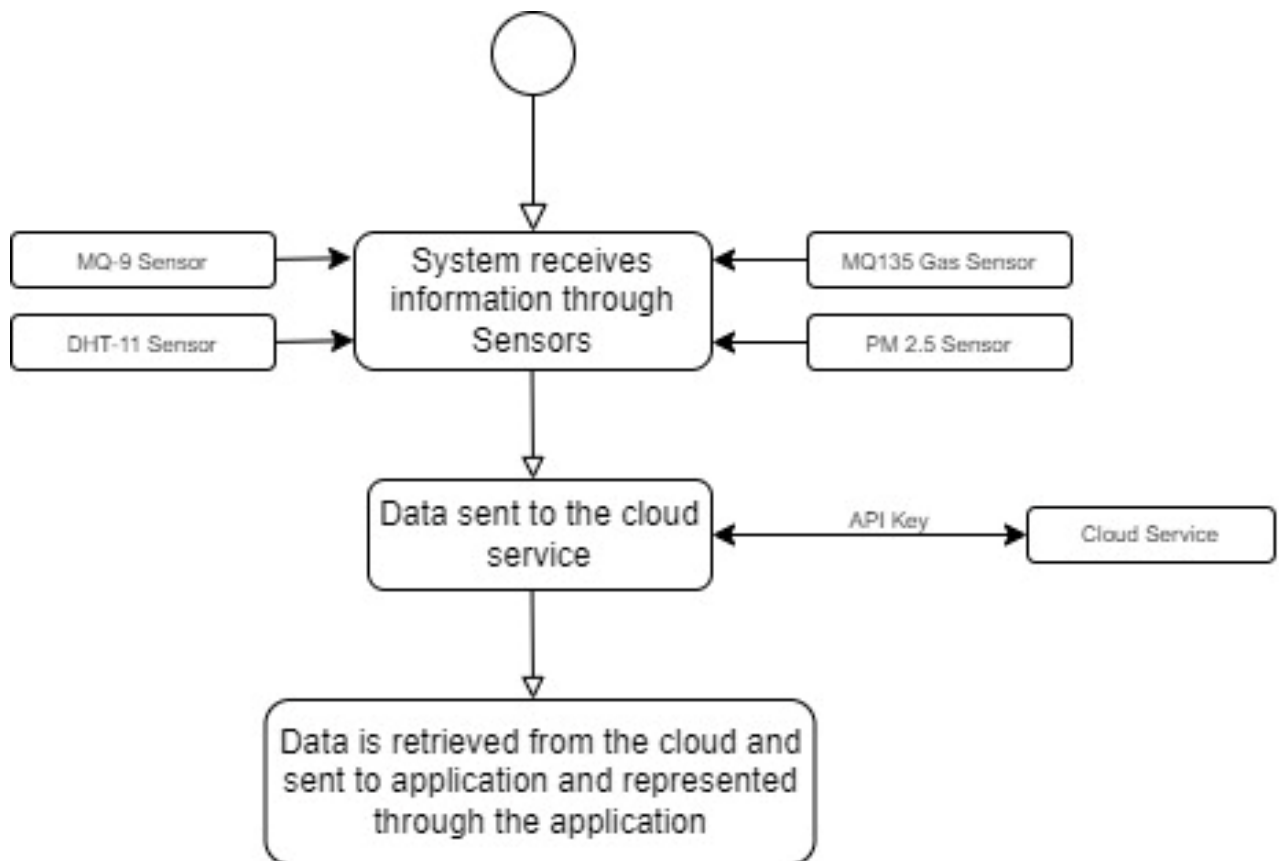 MQ-9 Sensor
System receives
information through
Sensors
MQ135 Gas Sensor
DHT-11 Sensor
PM 2.5 Sensor
Data sent to the cloud
service
API Key
Cloud Service
Data is retrieved from the cloud and
sent to application and represented
through the application